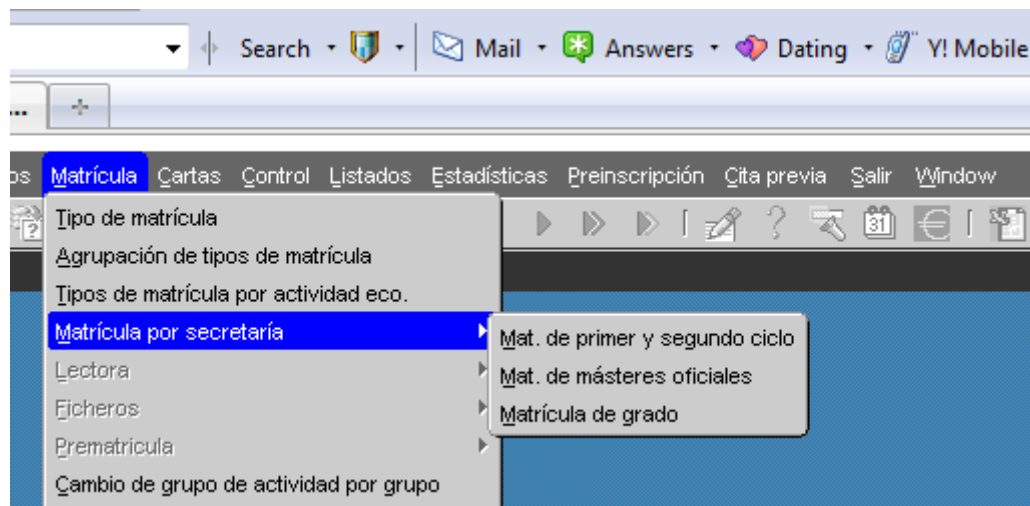 Search Mail Answers Dating Y! Mobile
...
os Matrícula Cartas Control Listados Estadísticas Preinscripción Cita previa Salir Window
Tipo de matrícula
31
Agrupación de tipos de matrícula
Tipos de matrícula por actividad eco.
Matrícula por secretaría
Mat. de primer y segundo ciclo
Lectora
Mat. de másteres oficiales
Ficheros
Matrícula de grado
Prematricula
Cambio de grupo de actividad por grupo